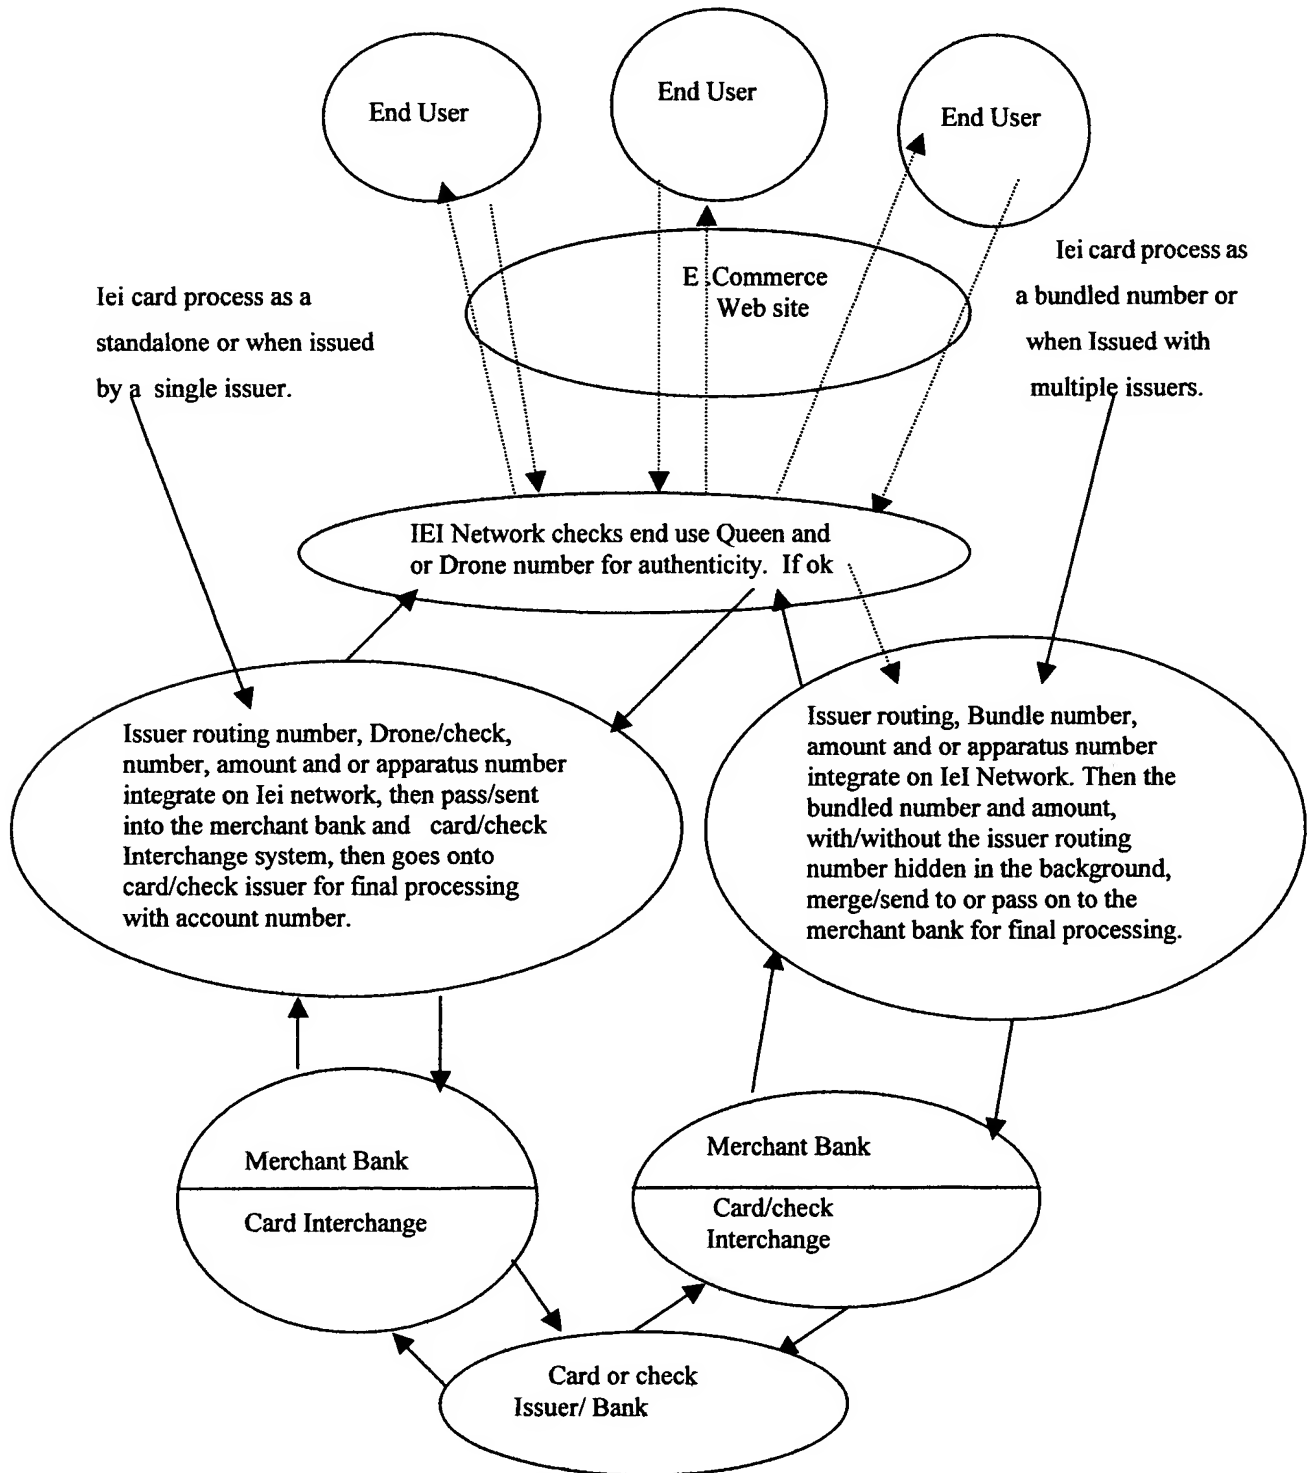 End User
End User
End User
E Commerce
Web site
Iei card process as a
standalone or when issued
by a single issuer.
Iei card process as
a bundled number or
when Issued with
multiple issuers.
IEI Network checks end use Queen and
or Drone number for authenticity. If ok
Issuer routing number, Drone/check,
number, amount and or apparatus number
integrate on Iei network, then pass/sent
into the merchant bank and card/check
Interchange system, then goes onto
card/check issuer for final processing
with account number.
Issuer routing, Bundle number,
amount and or apparatus number
integrate on IeI Network. Then the
bundled number and amount,
with/without the issuer routing
number hidden in the background,
merge/send to or pass on to the
merchant bank for final processing.
Merchant Bank
Card Interchange
Merchant Bank
Card/check
Interchange
Card or check
Issuer/ Bank